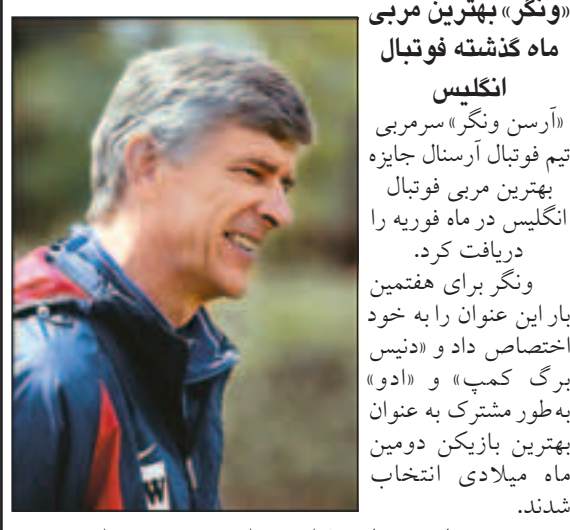 «ونگر» بهترین مربی
ماه گذشته فوتبال
انگلیس
«آرسن ونگر» سرمربی
تیم فوتبال آرسنال جایزه
بهترین مربی فوتبال
انگلیس در ماه فوریه را
دریافت کرد.
ونگر برای هفتمین
بار این عنوان را به خود
اختصاص داد و «دنیس
برگ کمپ» و «ادو»
به‌طور مشترک به عنوان
بهترین بازیکن دومین
ماه میلادی انتخاب
شدند.
W